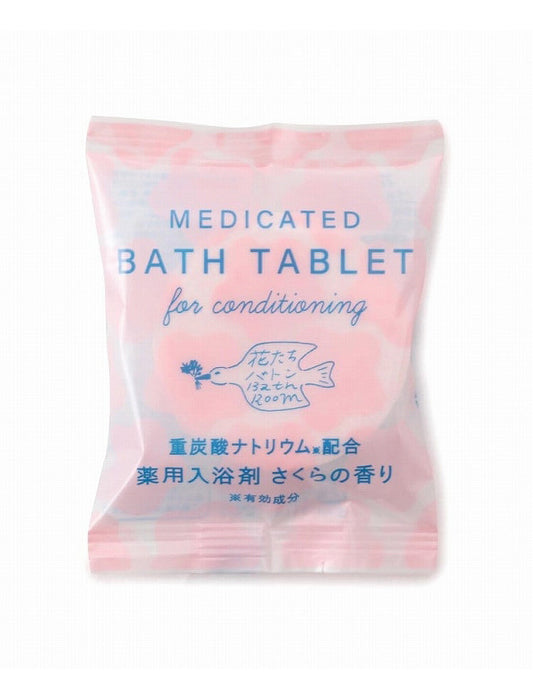 MEDICATED
BATH TABLET
for conditioning
花たち
バトン
Bath
Room
重炭酸ナトリウム※配合
薬用入浴剤 さくらの香り
※有効成分